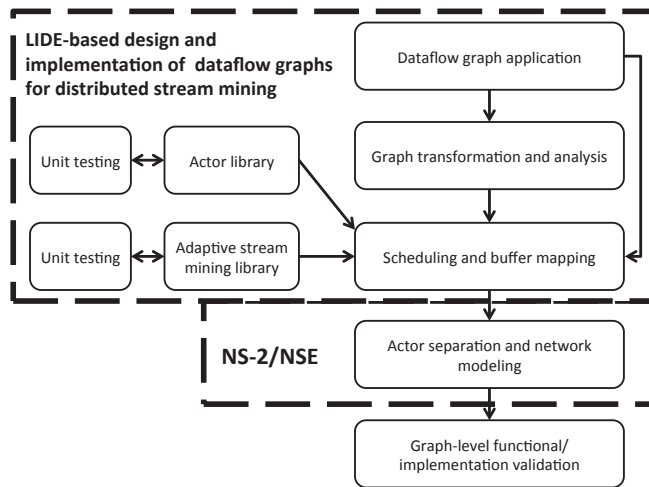 LIDE-based design and
implementation of dataflow graphs
for distributed stream mining
Dataflow graph application
Unit testing
Actor library
Graph transformation and analysis
Unit testing
Adaptive stream
mining library
Scheduling and buffer mapping
NS-2/NSE
Actor separation and network
modeling
Graph-level functional/
implementation validation